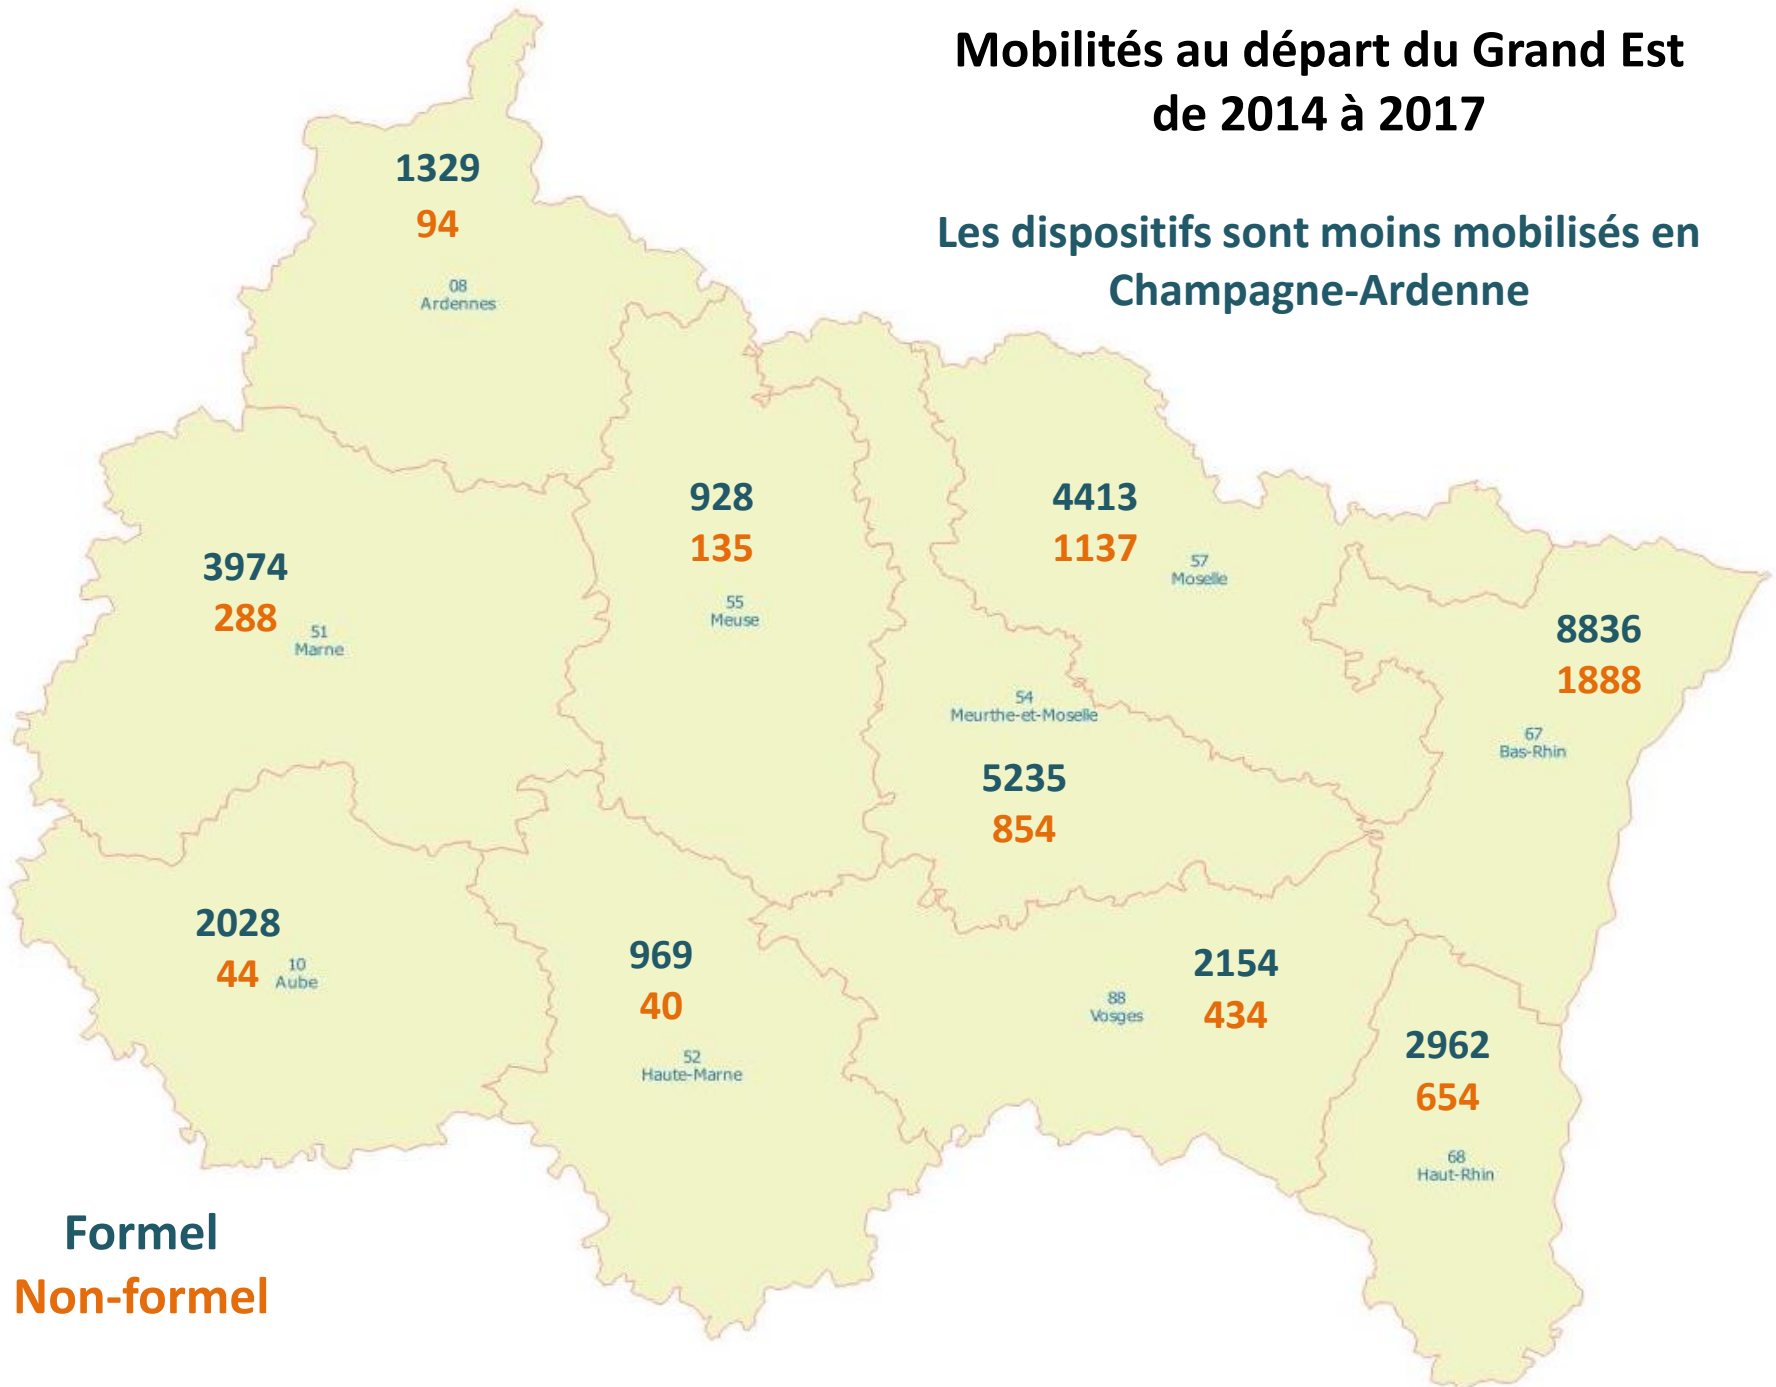 Mobilités au départ du Grand Est
de 2014 à 2017
Les dispositifs sont moins mobilisés en
Champagne-Ardenne
1329
94
08
Ardennes
928
135
55
Meuse
4413
1137
57
Moselle
3974
288
51
Marne
8836
1888
67
Bas-Rhin
54
Meurthe-et-Moselle
5235
854
2028
44
10
Aube
969
40
52
Haute-Marne
2154
434
88
Vosges
2962
654
68
Haut-Rhin
Formel
Non-formel